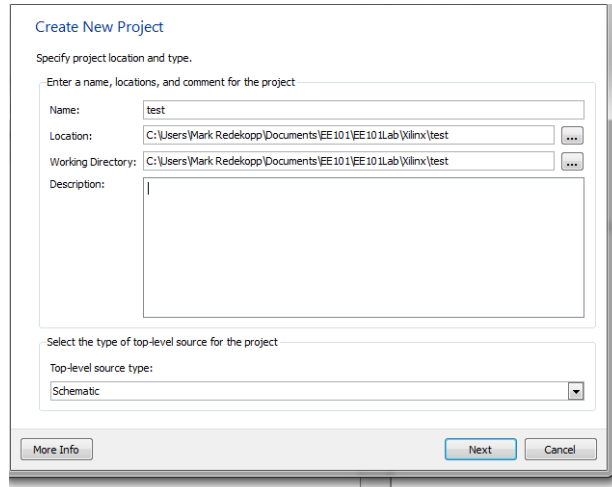 Create New Project
Specify project location and type.
Enter a name, locations, and comment for the project
Name: test
Location: C:\Users\Mark Redekopp\Documents\EE101\EE101Lab\Xilinx\test ...
Working Directory: C:\Users\Mark Redekopp\Documents\EE101\EE101Lab\Xilinx\test ...
Description:
Select the type of top-level source for the project
Top-level source type:
Schematic
More Info Next Cancel